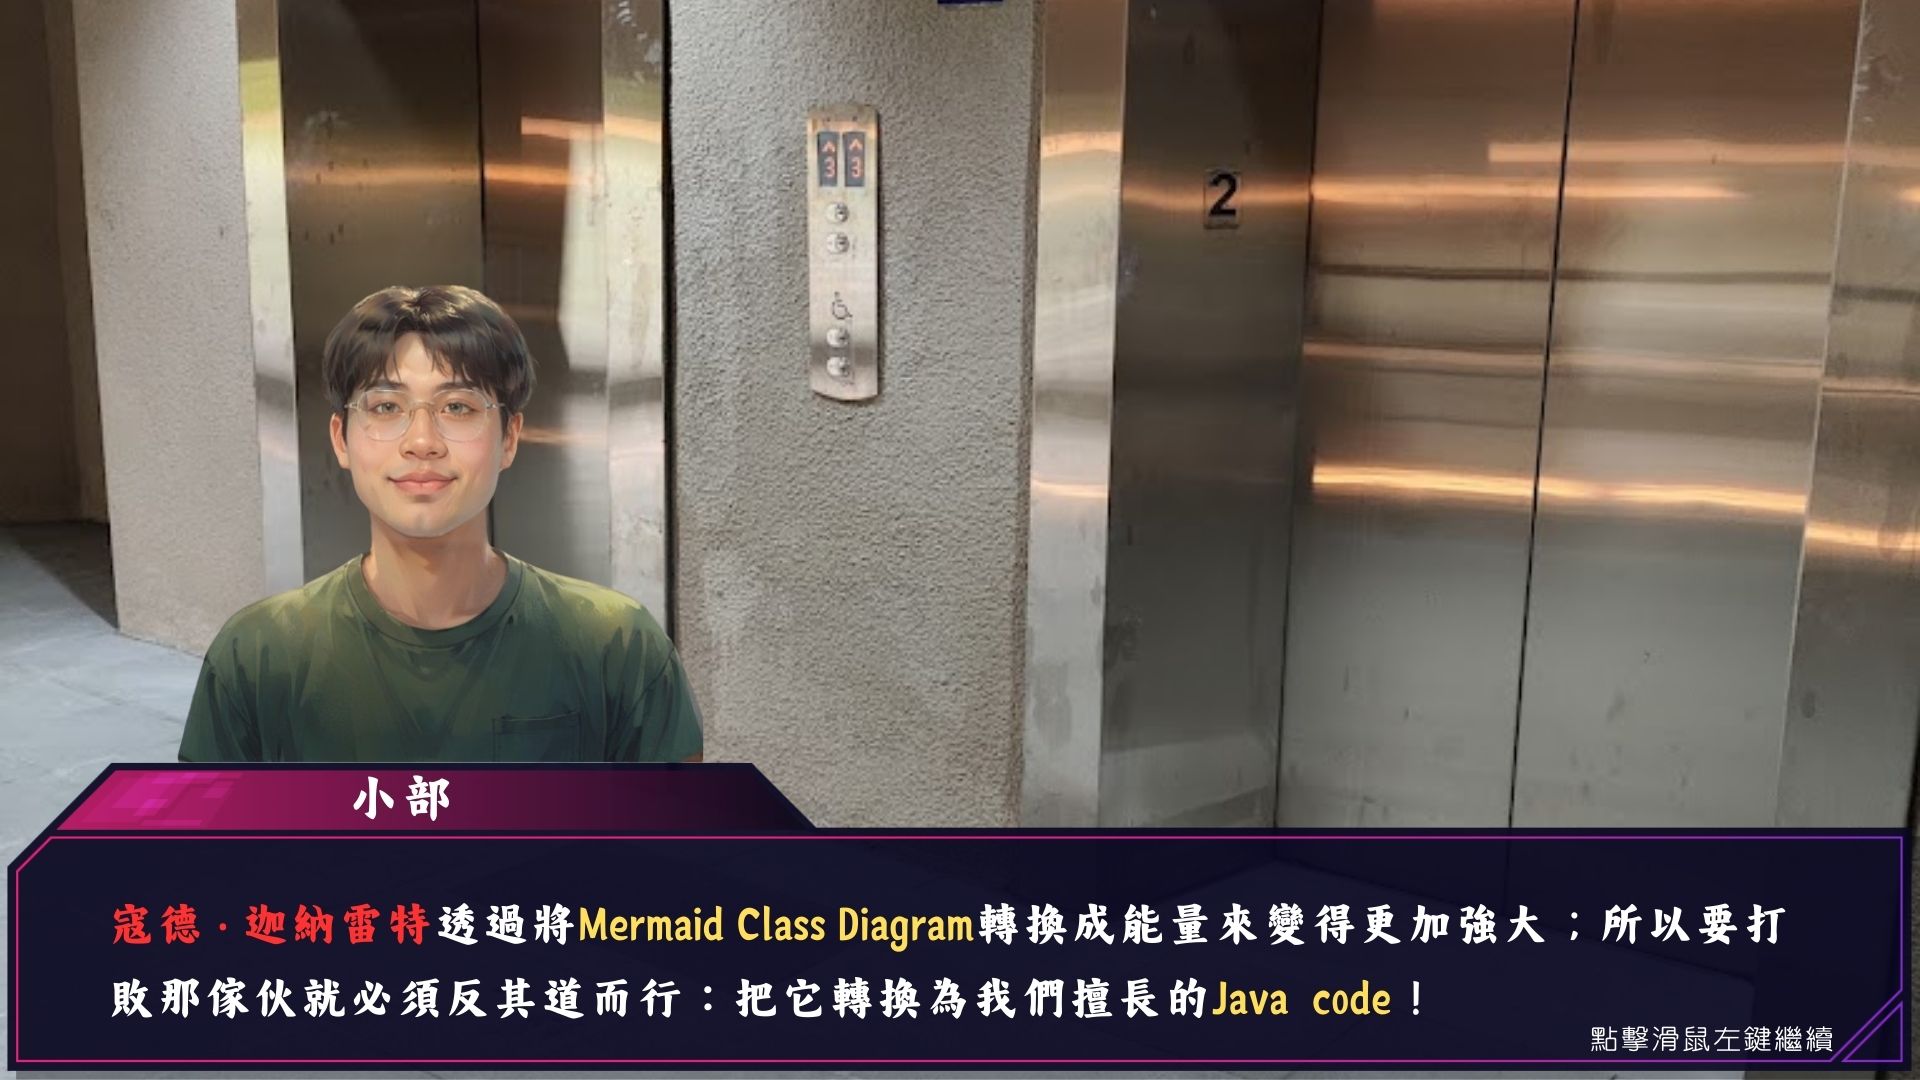 3 3
2
小部
寇德·迦納雷特透過將Mermaid Class Diagram轉換成能量來變得更加強大；所以要打
敗那傢伙就必須反其道而行：把它轉換為我們擅長的Java code！
點擊滑鼠左鍵繼續